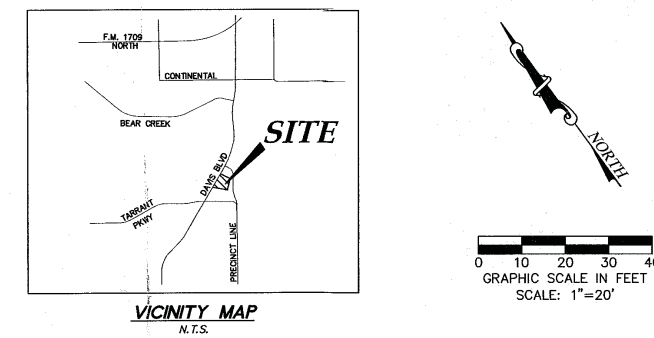 F.M. 1709
NORTH
CONTINENTAL
BEAR CREEK
SITE
DAVIS BLVD
TARRANT
PKWY
PRECINCT LINE
VICINITY MAP
N.T.S.
NORTH
0 10 20 30 40
GRAPHIC SCALE IN FEET
SCALE: 1"=20'